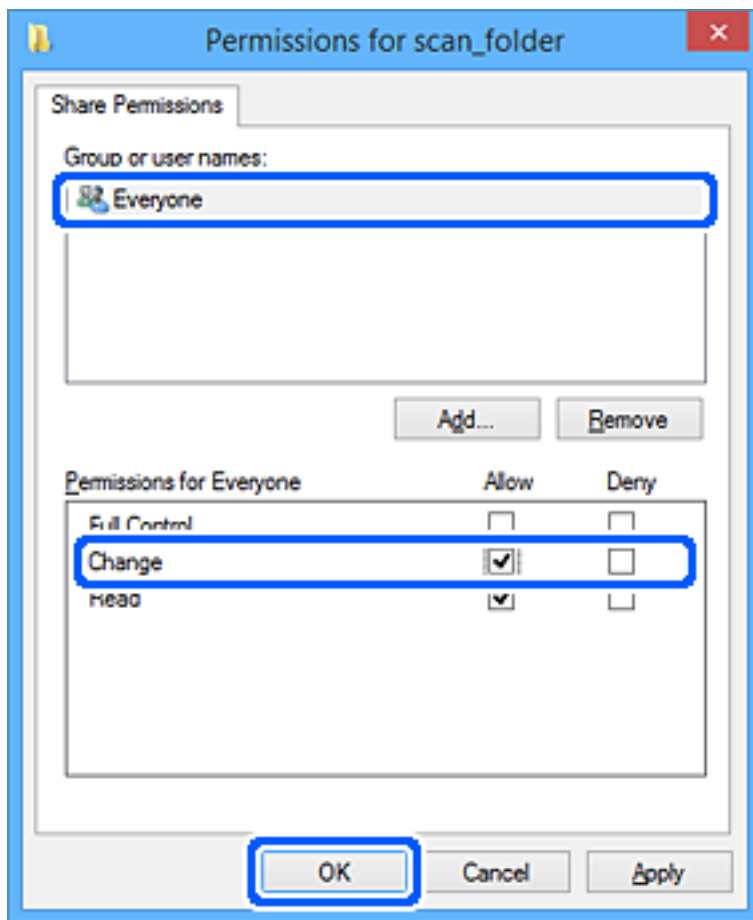 Permissions for scan_folder
Share Permissions
Group or user names:
Everyone
Add... Remove
Permissions for Everyone Allow Deny
Full Control
Change
Read
OK Cancel Apply